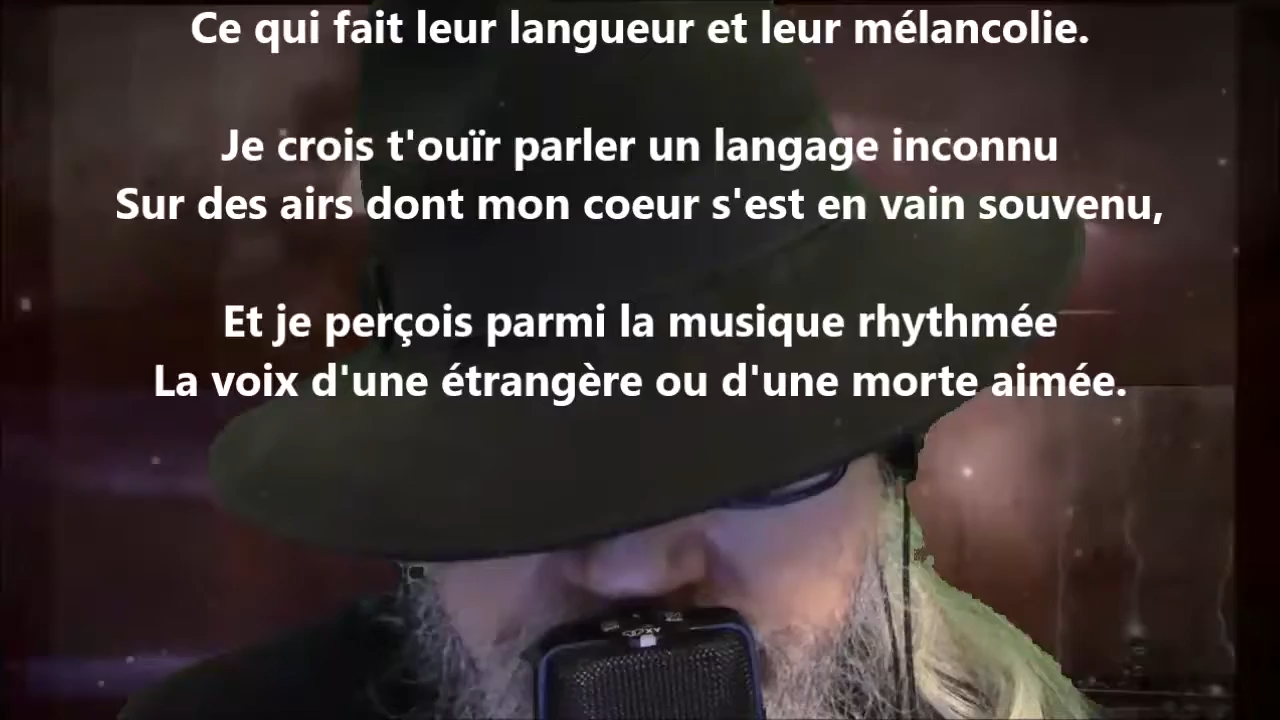 Ce qui fait leur langueur et leur mélancolie.
Je crois t'ouïr parler un langage inconnu
Sur des airs dont mon coeur s'est en vain souvenu,
Et je perçois parmi la musique rhythmée
La voix d'une étrangère ou d'une morte aimée.